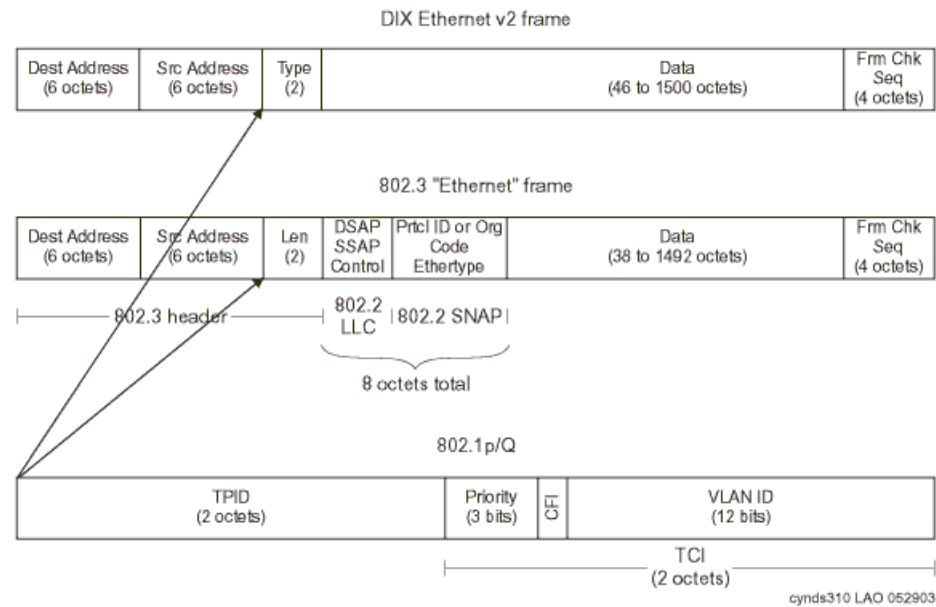 DIX Ethernet v2 frame
Dest Address
(6 octets)
Src Address
(6 octets)
Type
(2)
Data
(46 to 1500 octets)
Frm Chk
Seq
(4 octets)
802.3 "Ethernet" frame
Dest Address
(6 octets)
Src Address
(6 octets)
Len
(2)
DSAP
SSAP
Control
Prtcl ID or Org
Code
Ethertype
Data
(38 to 1492 octets)
Frm Chk
Seq
(4 octets)
802.3 header
802.2
LLC
802.2 SNAP
8 octets total
802.1p/Q
TPID
(2 octets)
Priority
(3 bits)
CFI
VLAN ID
(12 bits)
TCI
(2 octets)
cynds310 LAO 052903